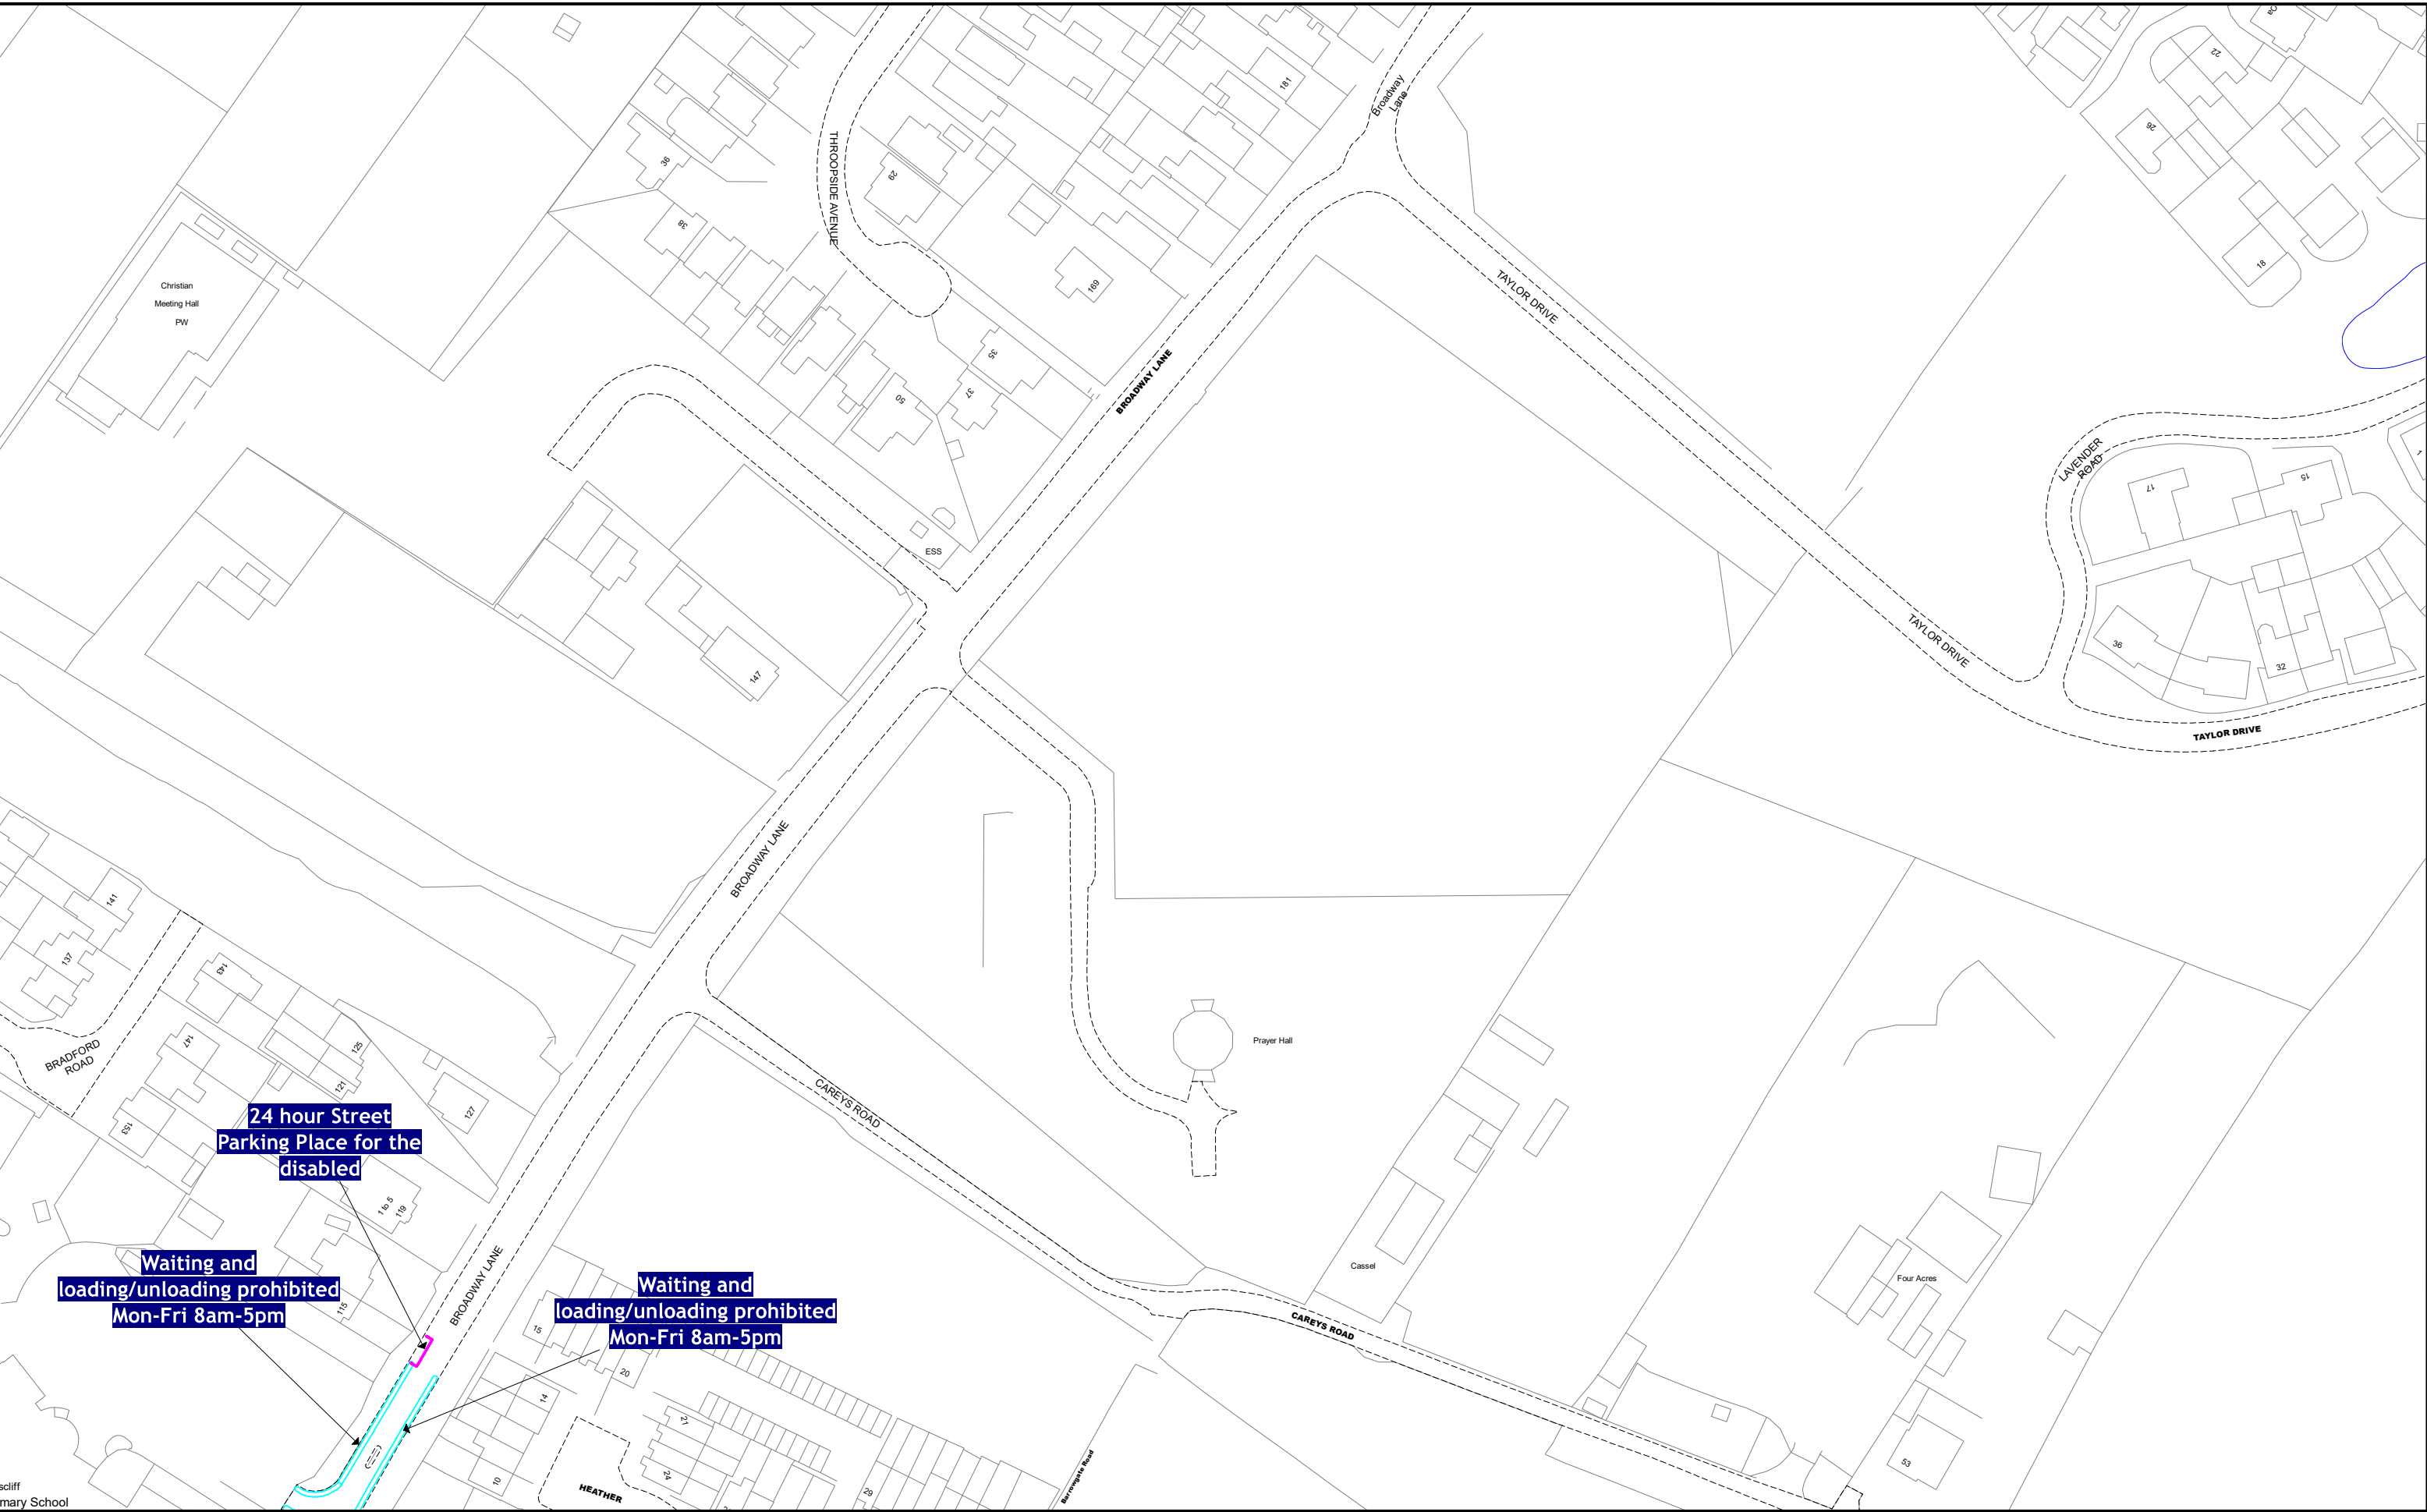 22
26
18
181
Broadway
Lane
THROOPSIDE AVENUE
36
29
38
169
Christian
Meeting Hall
PW
TAYLOR DRIVE
35
37
50
BROADWAY LANE
LAVENDER
ROAD
17
15
ESS
TAYLOR DRIVE
36
32
147
TAYLOR DRIVE
BROADWAY LANE
141
137
143
147
125
121
127
153
BRADFORD
ROAD
Prayer Hall
CAREYS ROAD
24 hour Street
Parking Place for the
disabled
1 to 5
119
115
Waiting and
loading/unloading prohibited
Mon-Fri 8am-5pm
BROADWAY LANE
Waiting and
loading/unloading prohibited
Mon-Fri 8am-5pm
15
20
14
10
21
24
29
Cassel
Four Acres
CAREYS ROAD
53
Barrowgate Road
HEATHER
scliff
mary School